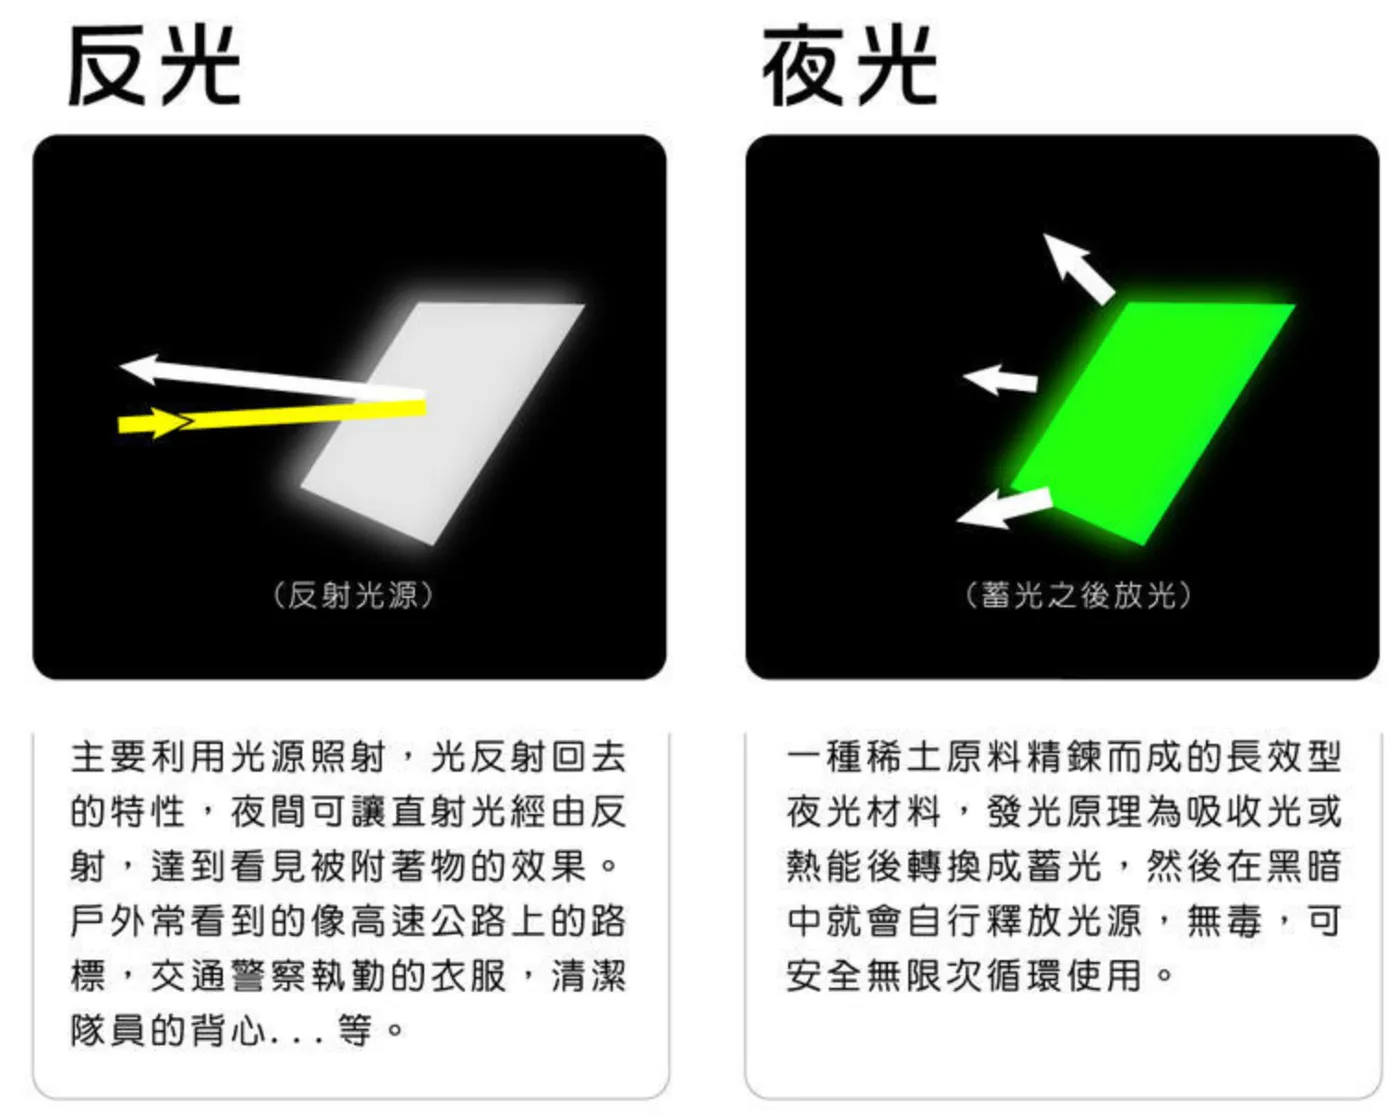 反光
（反射光源）
主要利用光源照射，光反射回去
的特性，夜間可讓直射光經由反
射，達到看見被附著物的效果。
戶外常看到的像高速公路上的路
標，交通警察執勤的衣服，清潔
隊員的背心...等。
夜光
（蓄光之後放光）
一種稀土原料精鍊而成的長效型
夜光材料，發光原理為吸收光或
熱能後轉換成蓄光，然後在黑暗
中就會自行釋放光源，無毒，可
安全無限次循環使用。